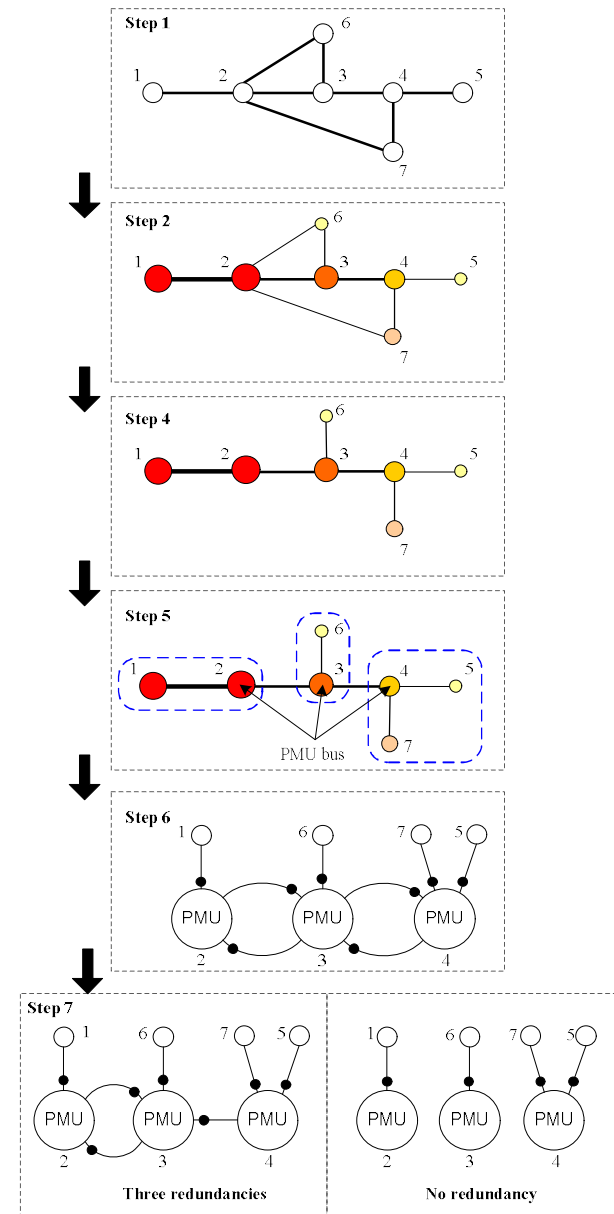 Step 1
6
1 2 3 4 5
7
Step 2
6
1 2 3 4 5
7
Step 4
6
1 2 3 4 5
7
Step 5
6
1 2 3 4 5
7
PMU bus
Step 6
1 6 7 5
PMU PMU PMU
2 3 4
Step 7
1 6 7 5
PMU PMU PMU
2 3 4
Three redundancies
1 6 7 5
PMU PMU PMU
2 3 4
No redundancy